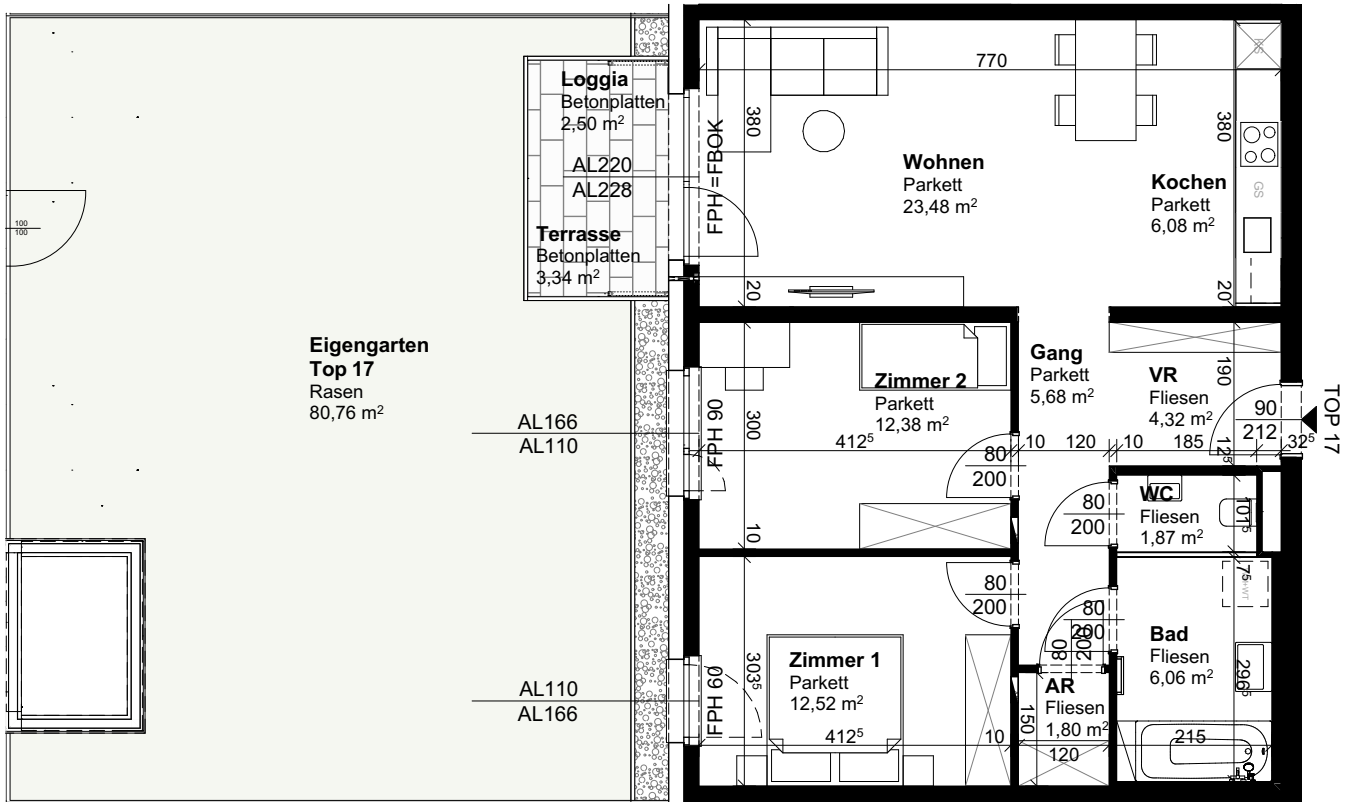 Loggia
Betonplatten
2,50 m²
AL220
AL228
Terrasse
Betonplatten
3,34 m²
100
100
Eigengarten
Top 17
Rasen
80,76 m²
AL166
AL110
AL110
AL166
FPH =FBOK
FPH 90
FPH 60
770
380
20
380
20
KS
GS
Wohnen
Parkett
23,48 m²
Kochen
Parkett
6,08 m²
Zimmer 2
Parkett
12,38 m²
300
10
412⁵
10
120
10
185
32⁵
80
200
Gang
Parkett
5,68 m²
VR
Fliesen
4,32 m²
190
12⁵
90
212
TOP 17
WC
Fliesen
1,87 m²
101⁵
80
200
7⁵
80
200
80
200
80
200
Zimmer 1
Parkett
12,52 m²
303⁵
412⁵
10
AR
Fliesen
1,80 m²
150
120
Bad
Fliesen
6,06 m²
296⁵
215